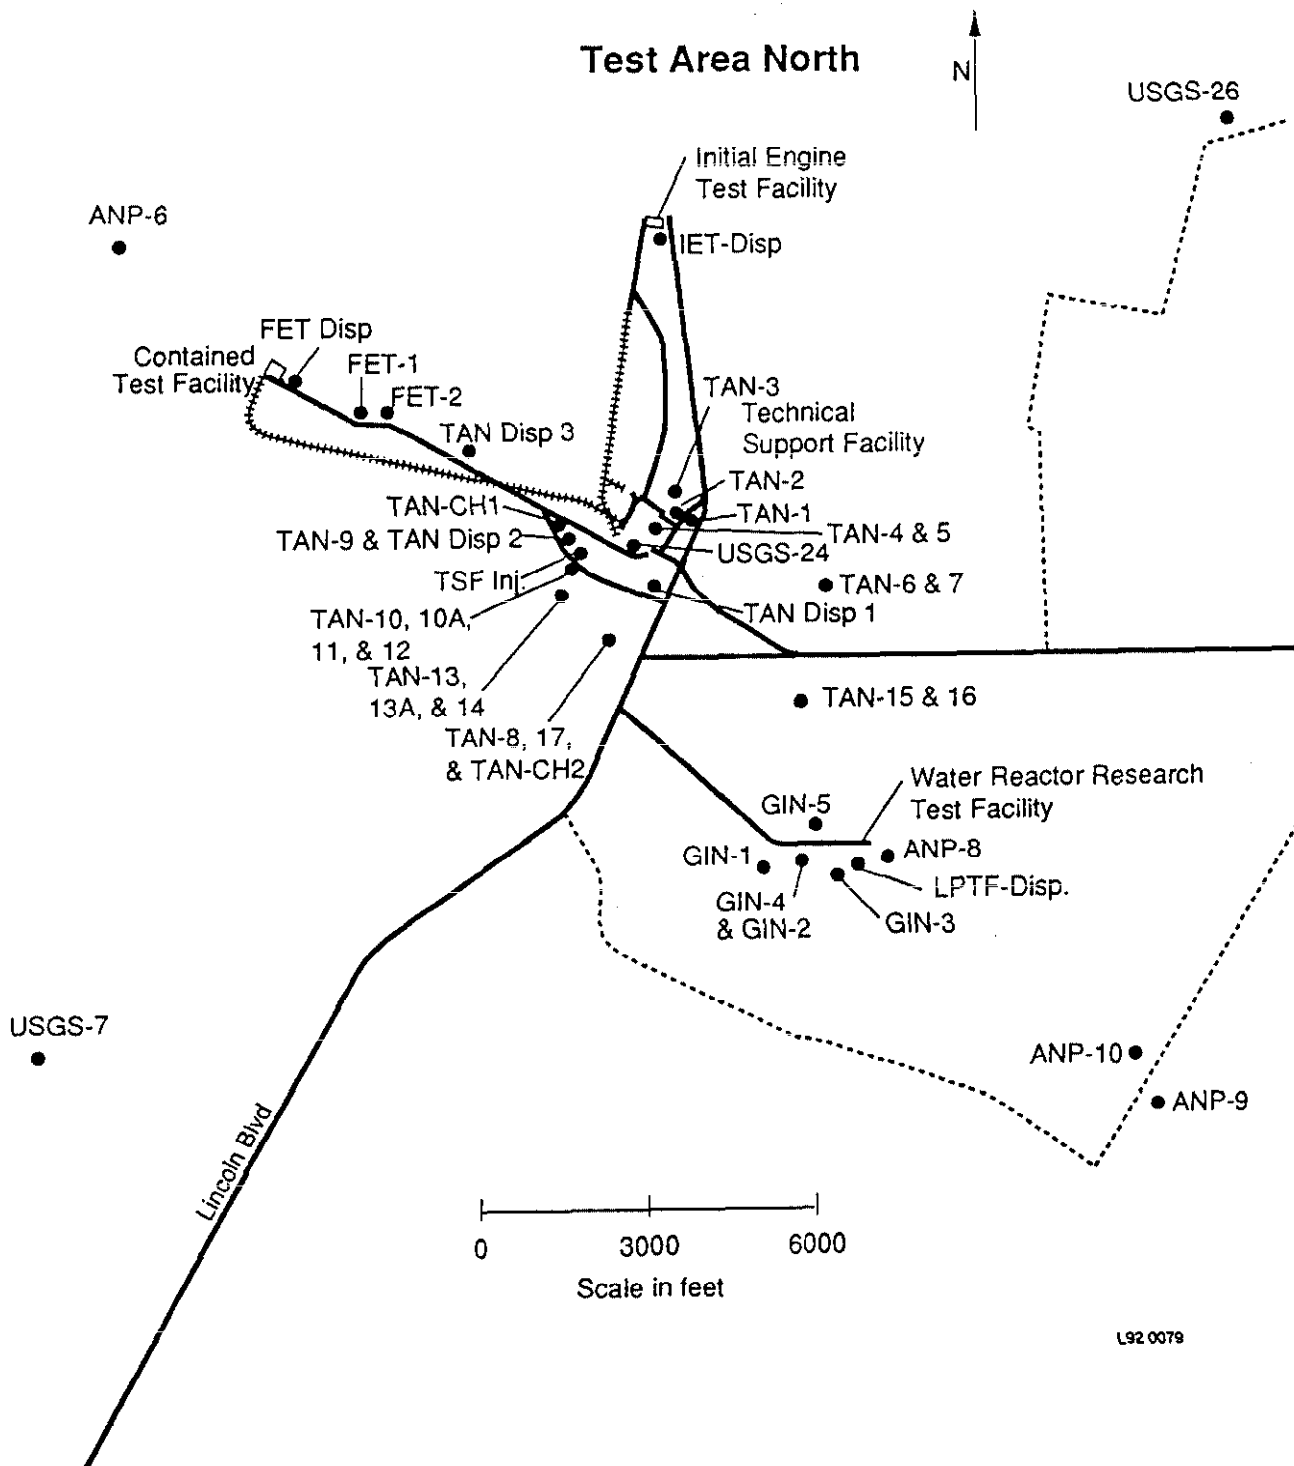 Test Area North
N
USGS-26
Initial Engine
Test Facility
ANP-6
IET-Disp
FET Disp
Contained
Test Facility
FET-1
FET-2
TAN-3
Technical
Support Facility
TAN Disp 3
TAN-2
TAN-CH1
TAN-1
TAN-9 & TAN Disp 2
TAN-4 & 5
USGS-24
TSF Inj.
TAN-6 & 7
TAN-10, 10A,
11, & 12
TAN Disp 1
TAN-13,
13A, & 14
TAN-15 & 16
TAN-8, 17,
& TAN-CH2
Water Reactor Research
Test Facility
GIN-5
GIN-1
ANP-8
LPTF-Disp.
GIN-4
& GIN-2
GIN-3
USGS-7
ANP-10
ANP-9
Lincoln Blvd
0 3000 6000
Scale in feet
L92 0079